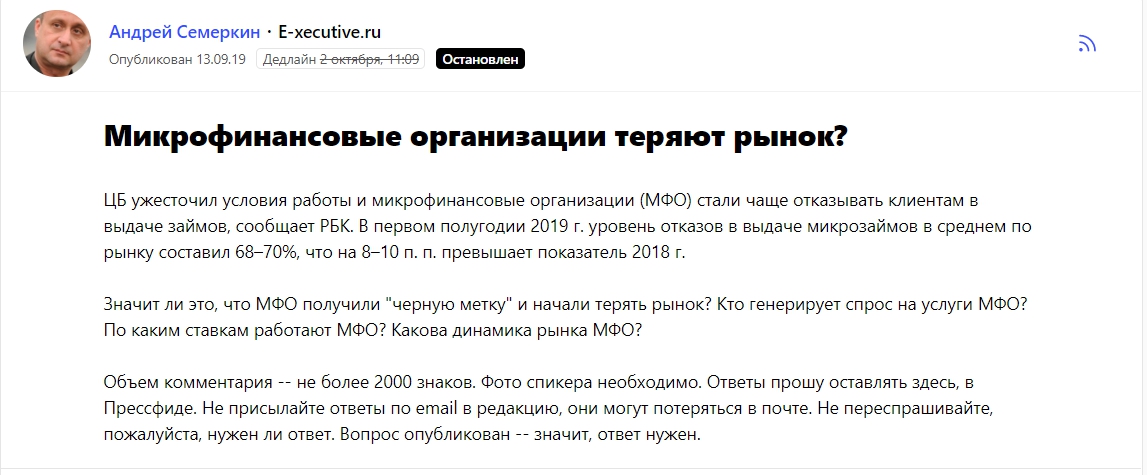 Андрей Семеркин · E-xecutive.ru
Опубликован 13.09.19 Дедлайн 2 октября, 11:09 Остановлен
Микрофинансовые организации теряют рынок?
ЦБ ужесточил условия работы и микрофинансовые организации (МФО) стали чаще отказывать клиентам в
выдаче займов, сообщает РБК. В первом полугодии 2019 г. уровень отказов в выдаче микрозаймов в среднем по
рынку составил 68–70%, что на 8–10 п. п. превышает показатель 2018 г.
Значит ли это, что МФО получили "черную метку" и начали терять рынок? Кто генерирует спрос на услуги МФО?
По каким ставкам работают МФО? Какова динамика рынка МФО?
Объем комментария -- не более 2000 знаков. Фото спикера необходимо. Ответы прошу оставлять здесь, в
Прессфиде. Не присылайте ответы по email в редакцию, они могут потеряться в почте. Не переспрашивайте,
пожалуйста, нужен ли ответ. Вопрос опубликован -- значит, ответ нужен.